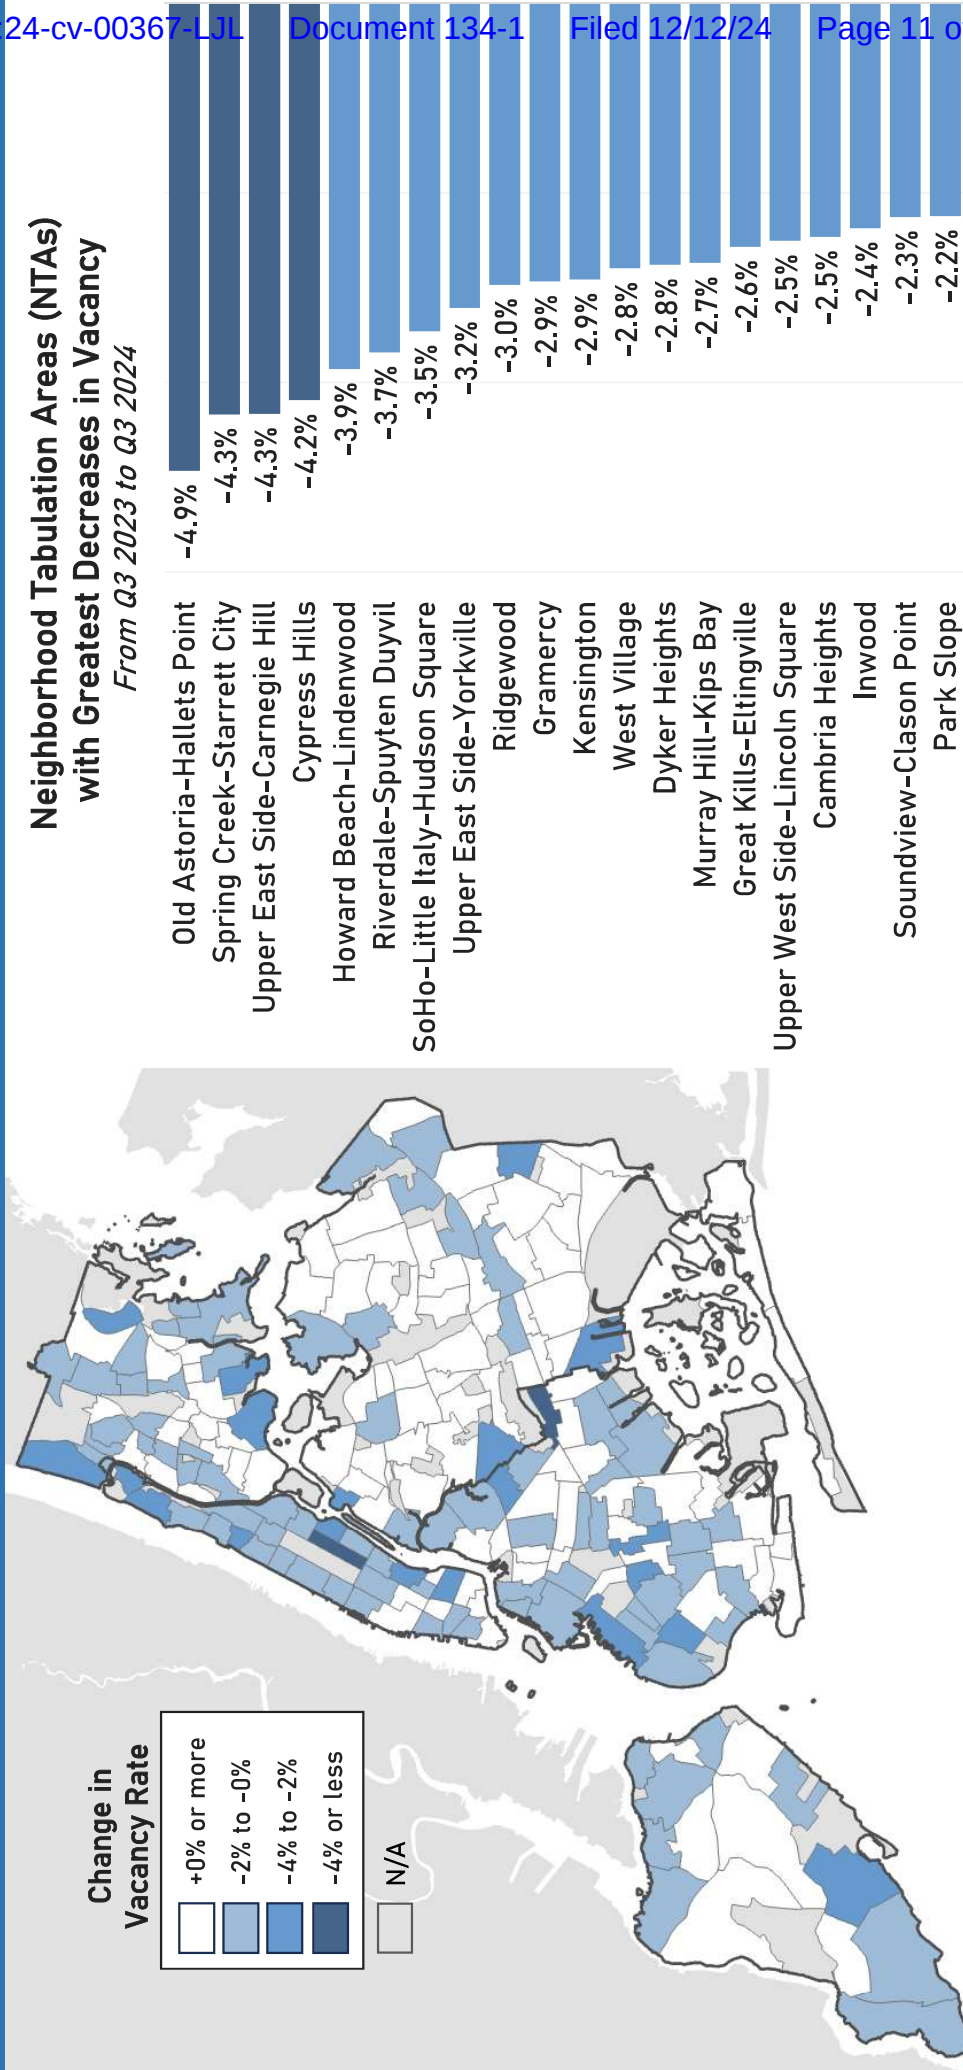 :24-cv-00367-LJL Document 134-1 Filed 12/12/24 Page 11 o
Neighborhood Tabulation Areas (NTAs)
with Greatest Decreases in Vacancy
From Q3 2023 to Q3 2024
Old Astoria-Hallets Point -4.9%
Spring Creek-Starrett City -4.3%
Upper East Side-Carnegie Hill -4.3%
Cypress Hills -4.2%
Howard Beach-Lindenwood -3.9%
Riverdale-Spuyten Duyvil -3.7%
SoHo-Little Italy-Hudson Square -3.5%
Upper East Side-Yorkville -3.2%
Ridgewood -3.0%
Gramercy -2.9%
Kensington -2.9%
West Village -2.8%
Dyker Heights -2.8%
Murray Hill-Kips Bay -2.7%
Great Kills-Eltingville -2.6%
Upper West Side-Lincoln Square -2.5%
Cambria Heights -2.5%
Inwood -2.4%
Soundview-Clason Point -2.3%
Park Slope -2.2%
Change in
Vacancy Rate
+0% or more
-2% to -0%
-4% to -2%
-4% or less
N/A